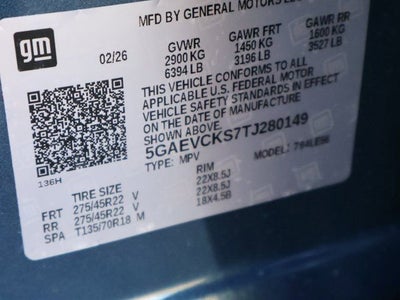 MFD BY GENERAL MOTORS LLC
gm
02/26
GVWR GAWR FRT GAWR RR
2900 KG 1450 KG 1600 KG
6394 LB 3196 LB 3527 LB
THIS VEHICLE CONFORMS TO ALL
APPLICABLE U.S. FEDERAL MOTOR
VEHICLE SAFETY STANDARDS IN EFFECT
ON THE DATE OF MANUFACTURE
SHOWN ABOVE.
5GAEVCKS7TJ280149
TYPE: MPV MODEL:
136H
TIRE SIZE RIM
FRT 275/45R22 V 22X8.5J
RR 275/45R22 V 22X8.5J
SPA T135/70R18 M 18X4.5B